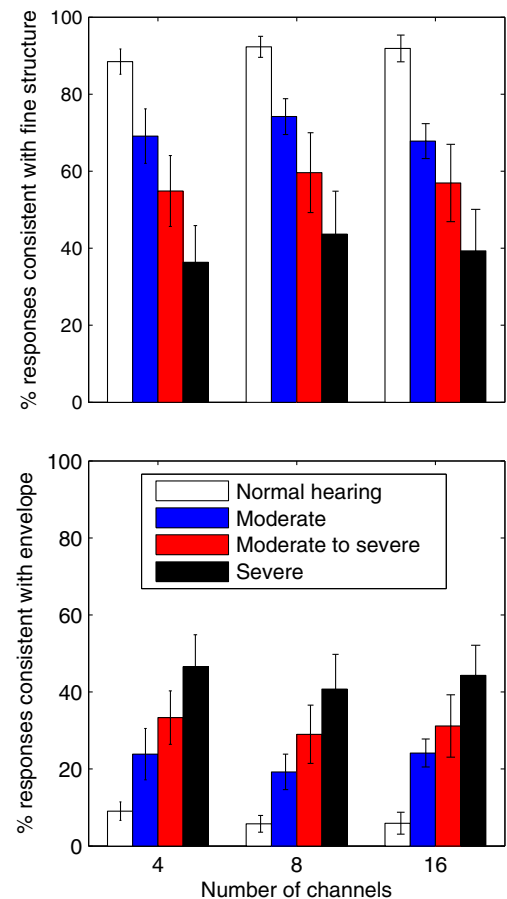 % responses consistent with fine structure
100
80
60
40
20
0
% responses consistent with envelope
100
80
60
40
20
0
Normal hearing
Moderate
Moderate to severe
Severe
4 8 16
Number of channels